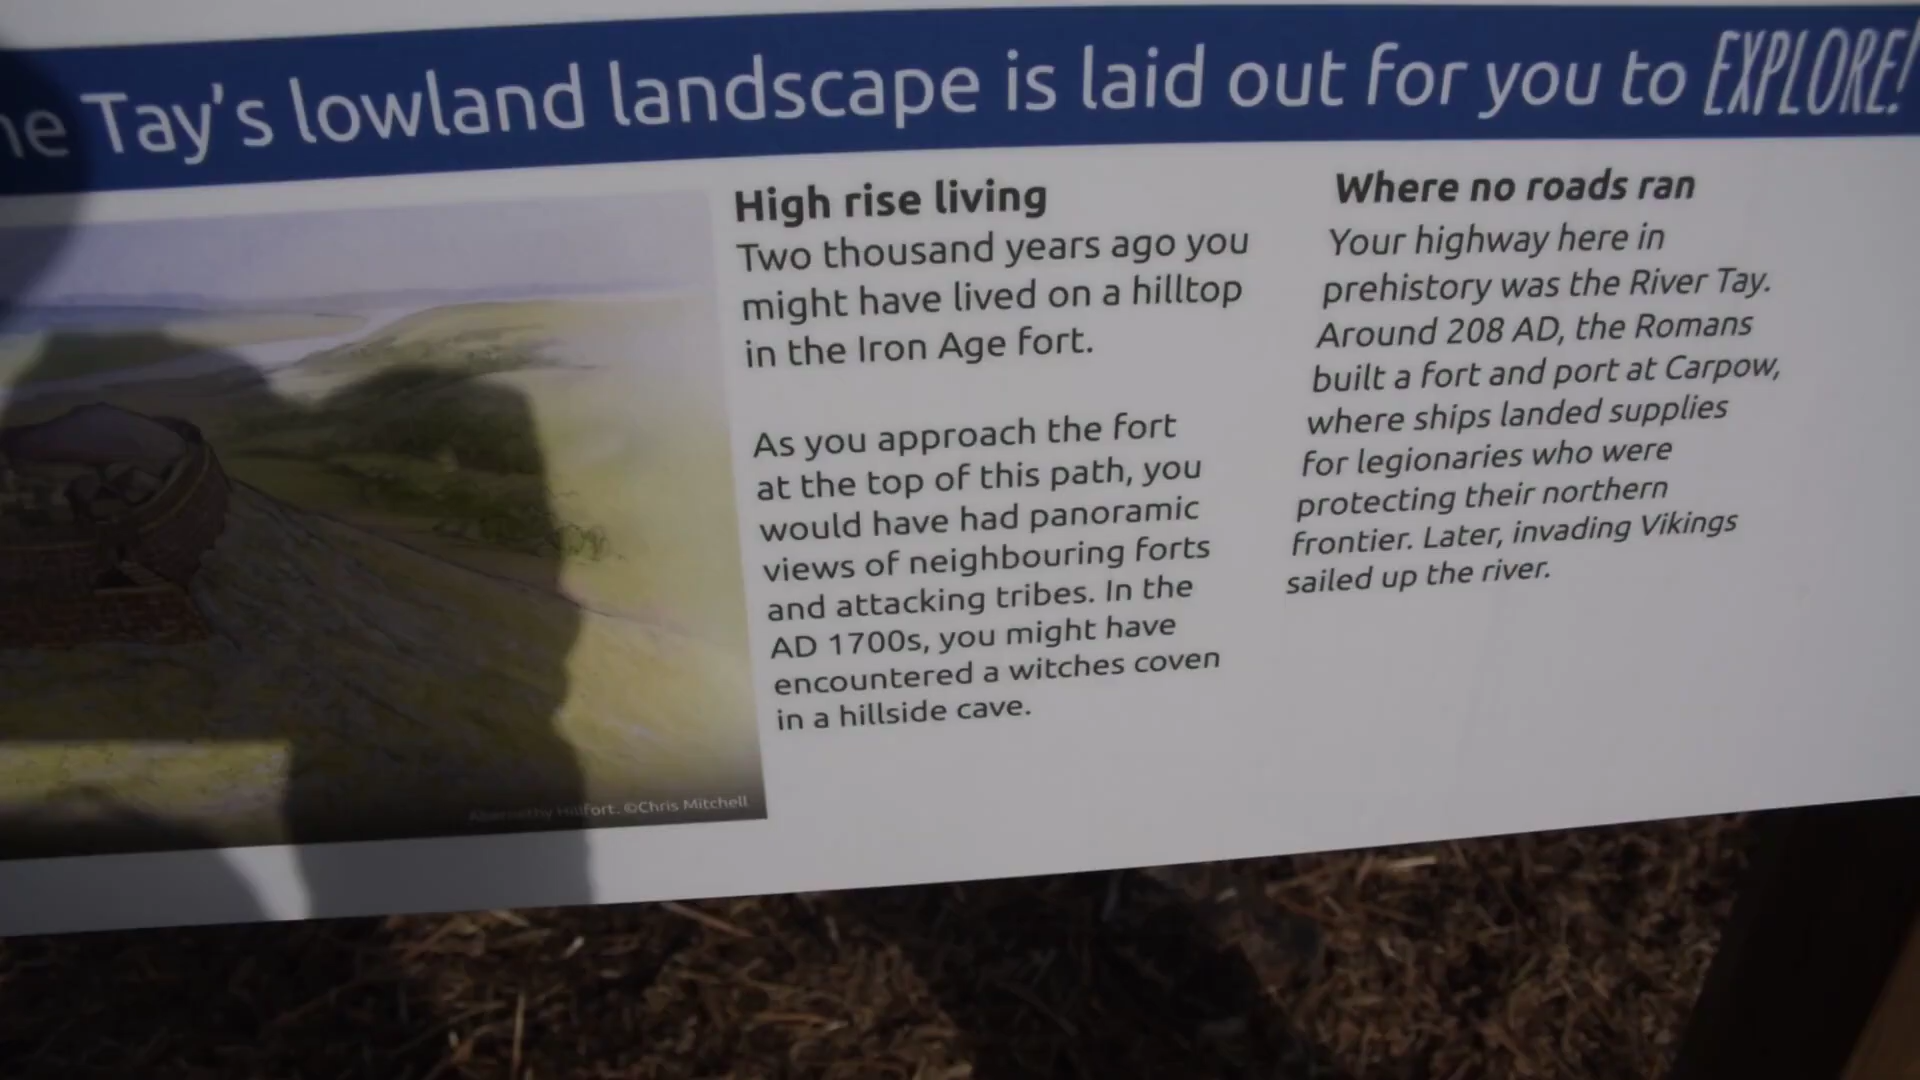 he Tay's lowland landscape is laid out for you to EXPLORE!
High rise living
Two thousand years ago you
might have lived on a hilltop
in the Iron Age fort.
As you approach the fort
at the top of this path, you
would have had panoramic
views of neighbouring forts
and attacking tribes. In the
AD 1700s, you might have
encountered a witches coven
in a hillside cave.
Where no roads ran
Your highway here in
prehistory was the River Tay.
Around 208 AD, the Romans
built a fort and port at Carpow,
where ships landed supplies
for legionaries who were
protecting their northern
frontier. Later, invading Vikings
sailed up the river.
Abernethy Hillfort. ©Chris Mitchell